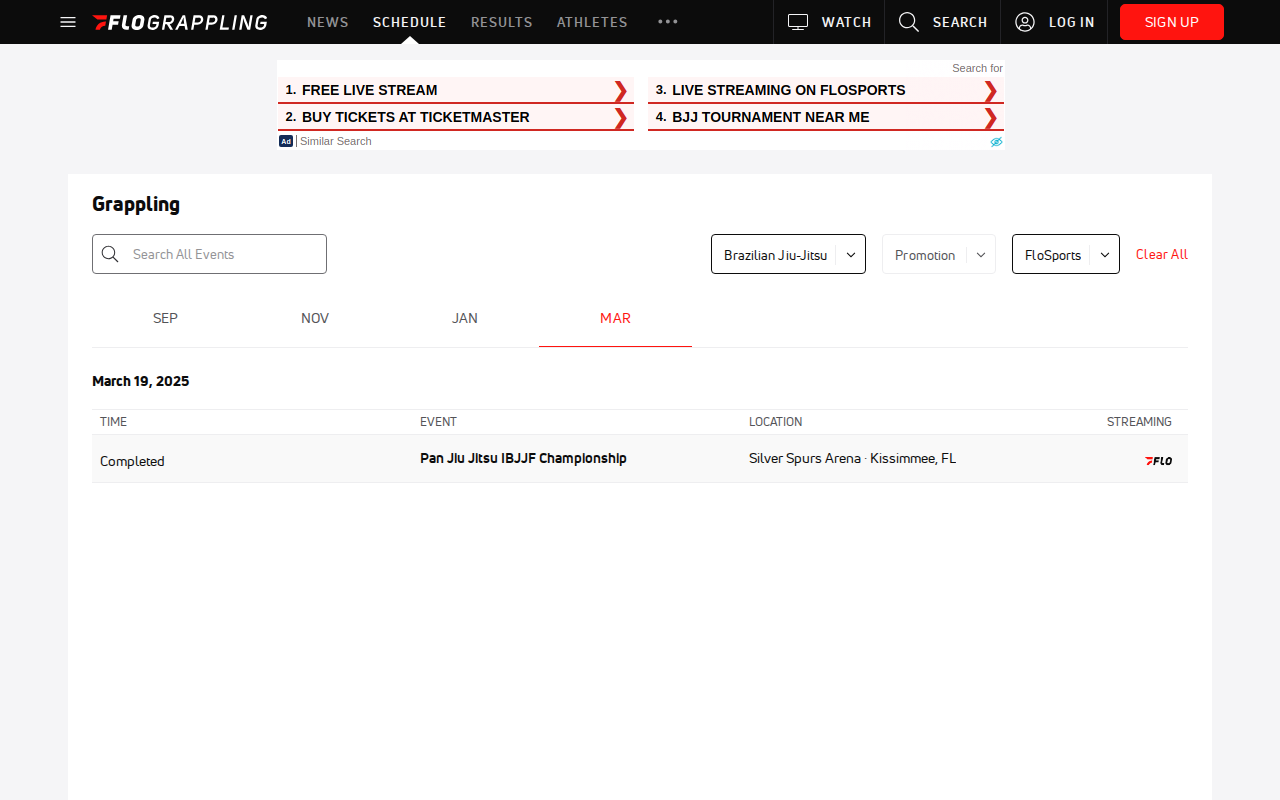 FLOGRAPPLING NEWS SCHEDULE RESULTS ATHLETES ••• WATCH SEARCH LOG IN SIGN UP
Search for
1. FREE LIVE STREAM ❯
2. BUY TICKETS AT TICKETMASTER ❯
3. LIVE STREAMING ON FLOSPORTS ❯
4. BJJ TOURNAMENT NEAR ME ❯
Ad | Similar Search
Grappling
Search All Events Brazilian Jiu-Jitsu Promotion FloSports Clear All
SEP NOV JAN MAR
March 19, 2025
TIME EVENT LOCATION STREAMING
Completed Pan Jiu Jitsu IBJJF Championship Silver Spurs Arena · Kissimmee, FL FLO